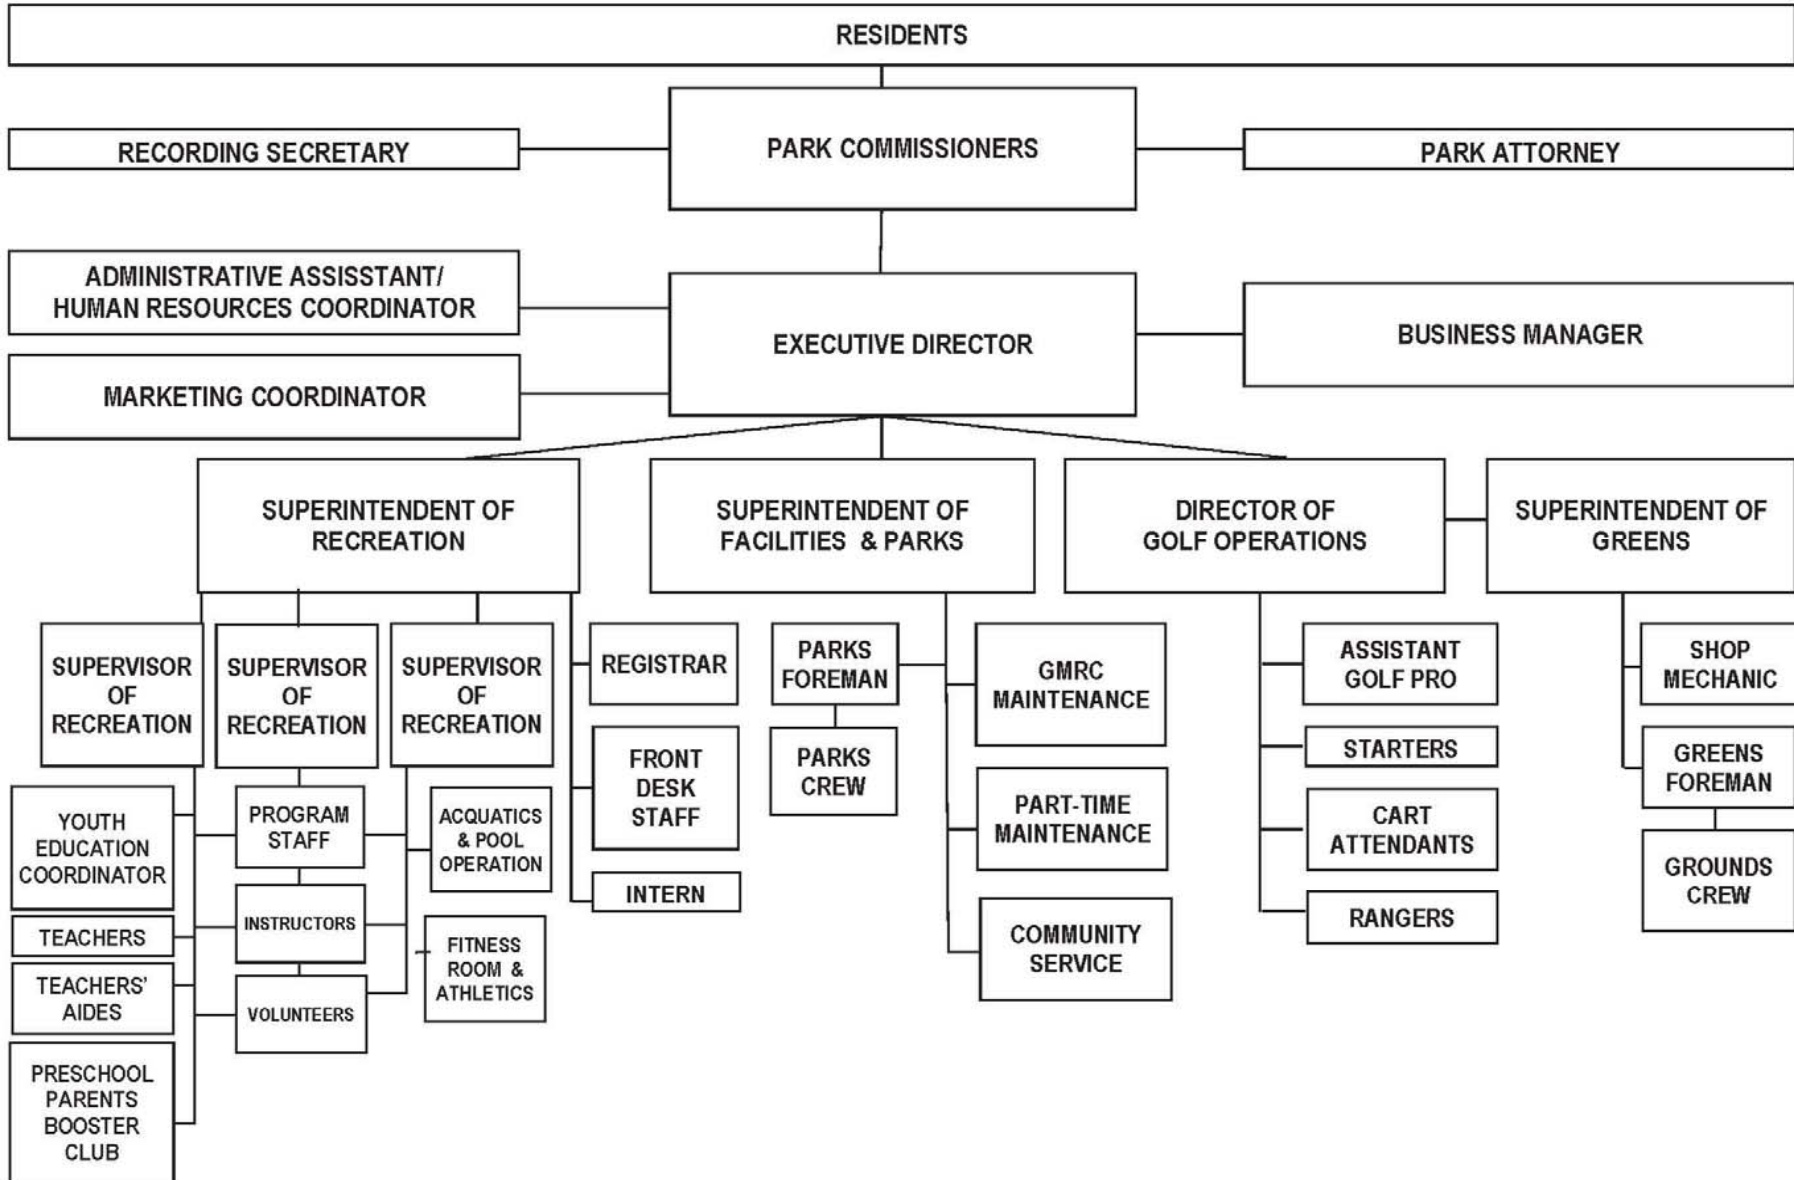 RESIDENTS
RECORDING SECRETARY
PARK COMMISSIONERS
PARK ATTORNEY
ADMINISTRATIVE ASSISSTANT/
HUMAN RESOURCES COORDINATOR
MARKETING COORDINATOR
EXECUTIVE DIRECTOR
BUSINESS MANAGER
SUPERINTENDENT OF
RECREATION
SUPERINTENDENT OF
FACILITIES & PARKS
DIRECTOR OF
GOLF OPERATIONS
SUPERINTENDENT OF
GREENS
SUPERVISOR
OF
RECREATION
SUPERVISOR
OF
RECREATION
SUPERVISOR
OF
RECREATION
REGISTRAR
FRONT
DESK
STAFF
INTERN
YOUTH
EDUCATION
COORDINATOR
TEACHERS
TEACHERS'
AIDES
PRESCHOOL
PARENTS
BOOSTER
CLUB
PROGRAM
STAFF
INSTRUCTORS
VOLUNTEERS
ACQUATICS
& POOL
OPERATION
FITNESS
ROOM &
ATHLETICS
PARKS
FOREMAN
PARKS
CREW
GMRC
MAINTENANCE
PART-TIME
MAINTENANCE
COMMUNITY
SERVICE
ASSISTANT
GOLF PRO
STARTERS
CART
ATTENDANTS
RANGERS
SHOP
MECHANIC
GREENS
FOREMAN
GROUNDS
CREW